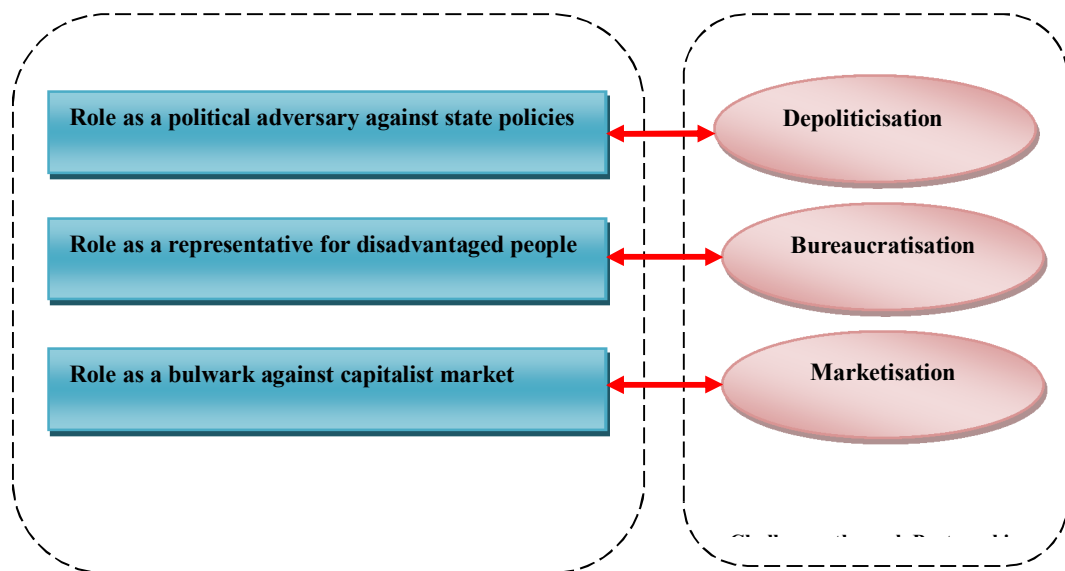 Role as a political adversary against state policies
Depoliticisation
Role as a representative for disadvantaged people
Bureaucratisation
Role as a bulwark against capitalist market
Marketisation